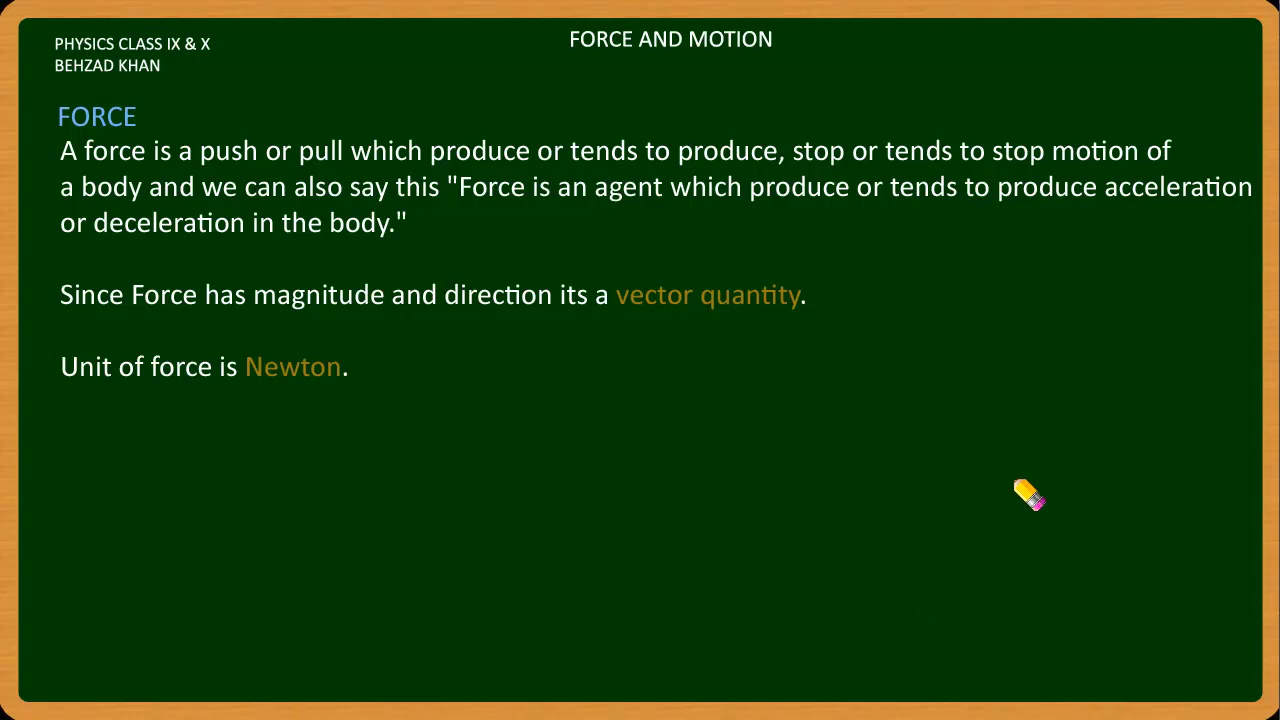 PHYSICS CLASS IX & X
BEHZAD KHAN
FORCE AND MOTION
FORCE
A force is a push or pull which produce or tends to produce, stop or tends to stop motion of
a body and we can also say this "Force is an agent which produce or tends to produce acceleration
or deceleration in the body."
Since Force has magnitude and direction its a vector quantity.
Unit of force is Newton.